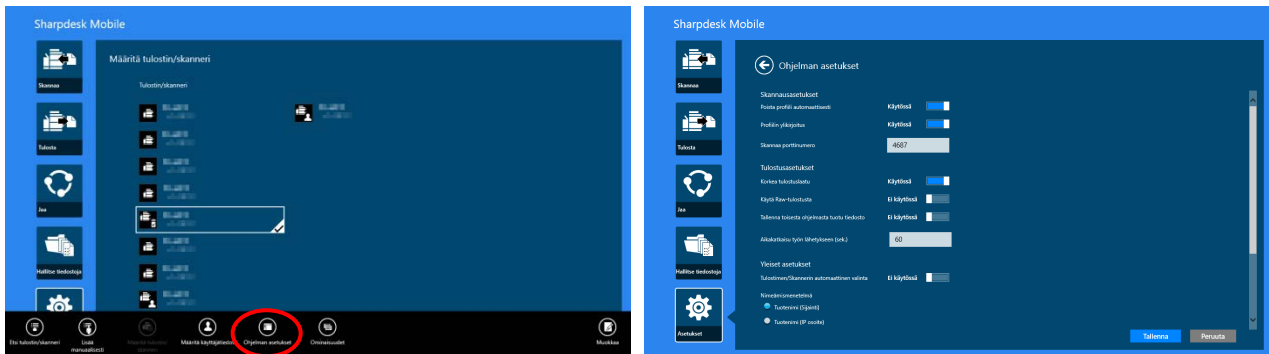 Sharpdesk Mobile
Määritä tulostin/skanneri
Tulostin/skanneri
Skannaa
Tulosta
Jaa
Hallitse tiedostoja
Etsi tulostin/skanneri
Lisää
manuaalisesti
Määritä käyttäjätiedot
Ohjelman asetukset
Ominaisuudet
Muokkaa
Sharpdesk Mobile
Ohjelman asetukset
Skannaa
Tulosta
Jaa
Hallitse tiedostoja
Asetukset
Skannausasetukset
Poista profiili automaattisesti Käytössä
Profiilin ylikirjoitus Käytössä
Skannaa porttinumero 4687
Tulostusasetukset
Korkea tulostuslaatu Käytössä
Käytä Raw-tulostusta Ei käytössä
Tallenna toisesta ohjelmasta tuotu tiedosto Ei käytössä
Aikakatkaisu työn lähetykseen (sek.) 60
Yleiset asetukset
Tulostimen/Skannerin automaattinen valinta Ei käytössä
Nimeämismenetelmä
Tuotenimi (Sijainti)
Tuotenimi (IP osoite)
Tallenna
Peruuta